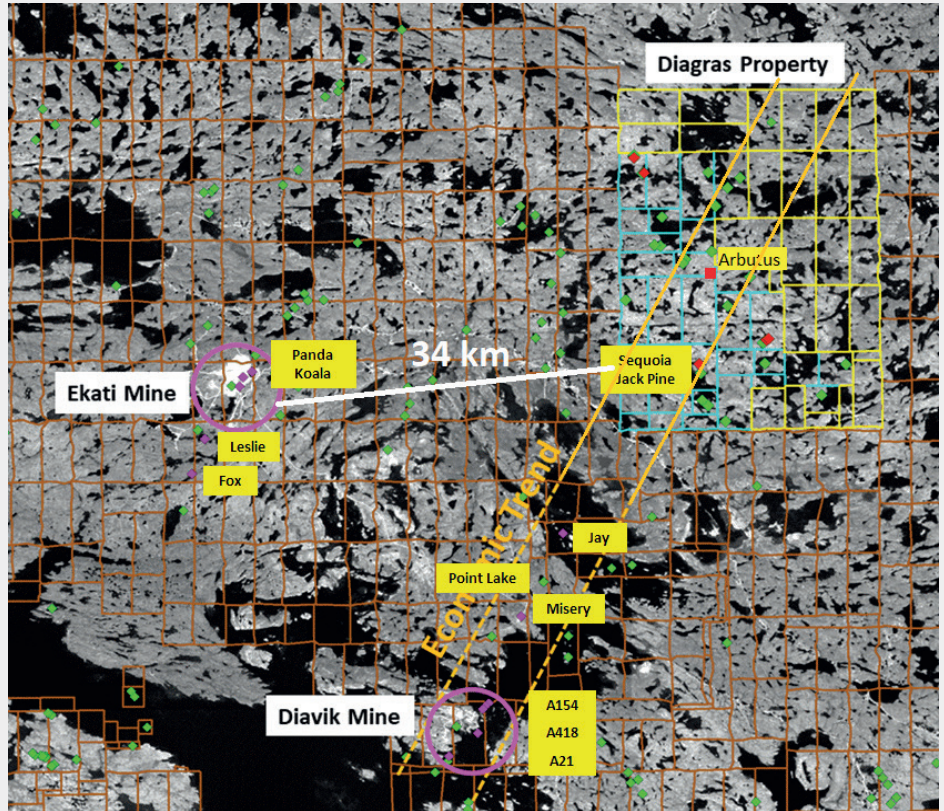 Diagras Property
Arbutus
34 km
Panda
Koala
Sequoia
Jack Pine
Ekati Mine
Leslie
Fox
Economic Trend
Jay
Point Lake
Misery
Diavik Mine
A154
A418
A21